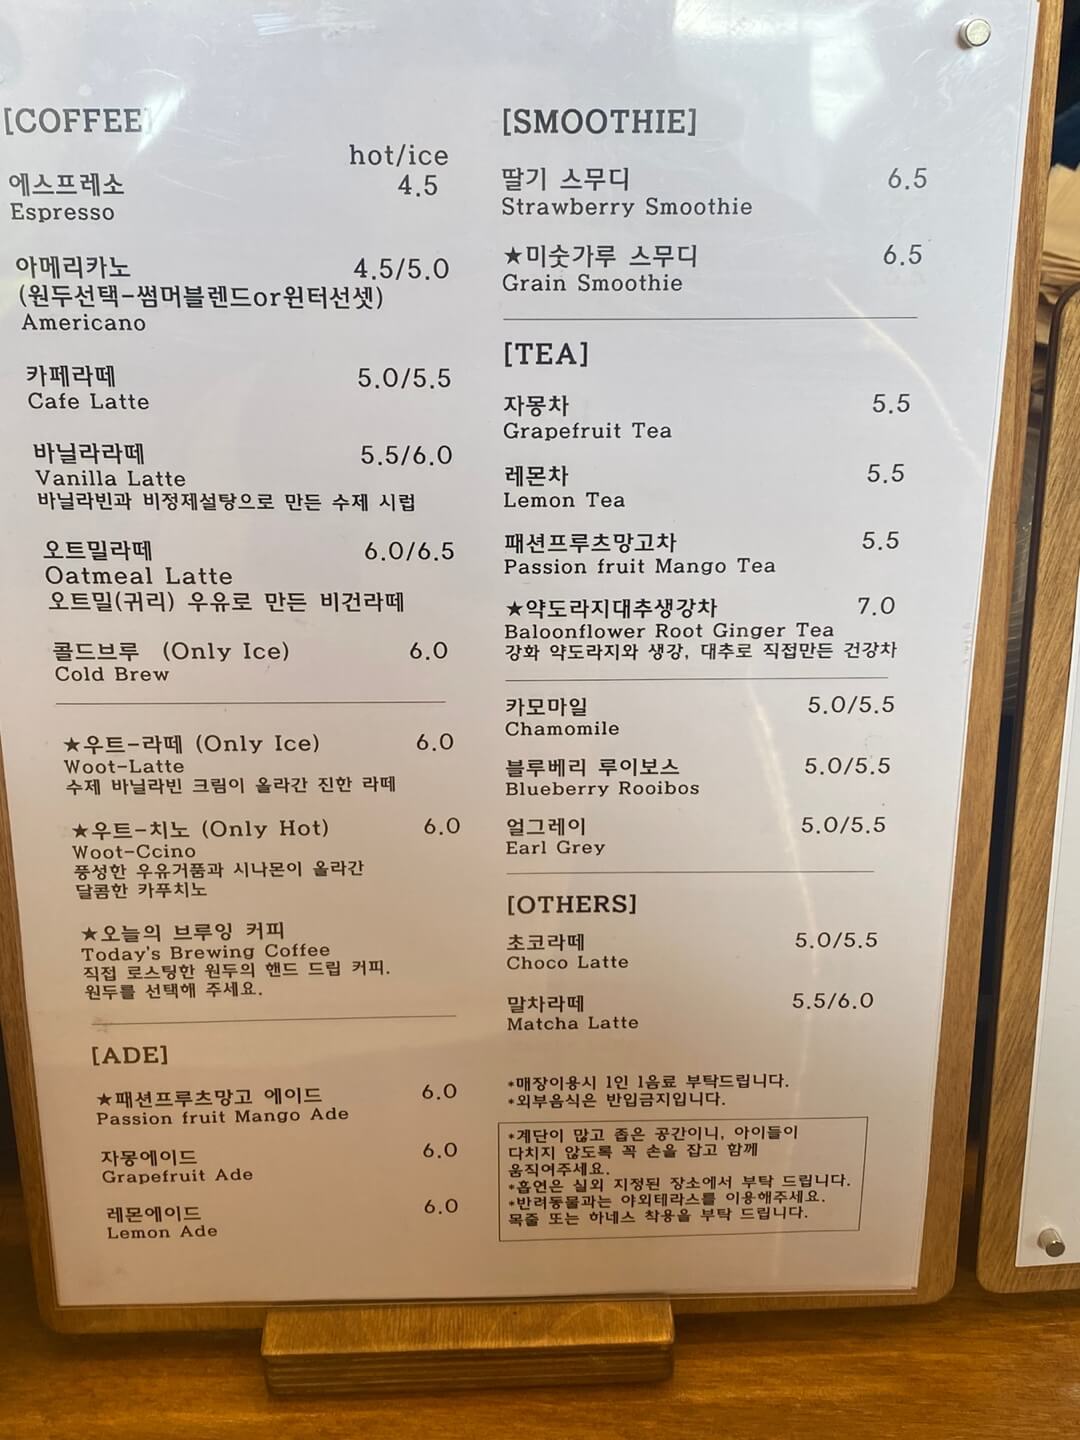 [COFFEE]
hot/ice
에스프레소 4.5
Espresso
아메리카노 4.5/5.0
(원두선택-썸머블렌드or윈터선셋)
Americano
카페라떼 5.0/5.5
Cafe Latte
바닐라라떼 5.5/6.0
Vanilla Latte
바닐라빈과 비정제설탕으로 만든 수제 시럽
오트밀라떼 6.0/6.5
Oatmeal Latte
오트밀(귀리) 우유로 만든 비건라떼
콜드브루 (Only Ice) 6.0
Cold Brew
★우트-라떼 (Only Ice) 6.0
Woot-Latte
수제 바닐라빈 크림이 올라간 진한 라떼
★우트-치노 (Only Hot) 6.0
Woot-Ccino
풍성한 우유거품과 시나몬이 올라간
달콤한 카푸치노
★오늘의 브루잉 커피
Today's Brewing Coffee
직접 로스팅한 원두의 핸드 드립 커피.
원두를 선택해 주세요.
[ADE]
★패션프루츠망고 에이드 6.0
Passion fruit Mango Ade
자몽에이드 6.0
Grapefruit Ade
레몬에이드 6.0
Lemon Ade
[SMOOTHIE]
딸기 스무디 6.5
Strawberry Smoothie
★미숫가루 스무디 6.5
Grain Smoothie
[TEA]
자몽차 5.5
Grapefruit Tea
레몬차 5.5
Lemon Tea
패션프루츠망고차 5.5
Passion fruit Mango Tea
★약도라지대추생강차 7.0
Baloonflower Root Ginger Tea
강화 약도라지와 생강, 대추로 직접만든 건강차
카모마일 5.0/5.5
Chamomile
블루베리 루이보스 5.0/5.5
Blueberry Rooibos
얼그레이 5.0/5.5
Earl Grey
[OTHERS]
초코라떼 5.0/5.5
Choco Latte
말차라떼 5.5/6.0
Matcha Latte
*매장이용시 1인 1음료 부탁드립니다.
*외부음식은 반입금지입니다.
*계단이 많고 좁은 공간이니, 아이들이
다치지 않도록 꼭 손을 잡고 함께
움직여주세요.
*흡연은 실외 지정된 장소에서 부탁 드립니다.
*반려동물과는 야외테라스를 이용해주세요.
목줄 또는 하네스 착용을 부탁 드립니다.